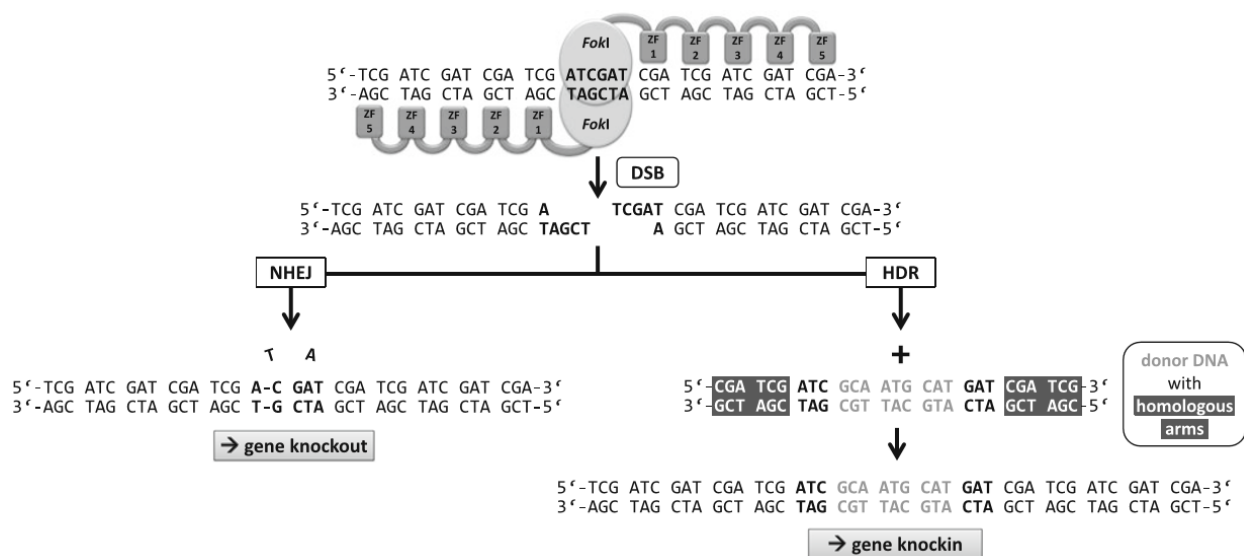 FokI
ZF 1 ZF 2 ZF 3 ZF 4 ZF 5
5‘-TCG ATC GAT CGA TCG ATCGAT CGA TCG ATC GAT CGA-3‘
3‘-AGC TAG CTA GCT AGC TAGCTA GCT AGC TAG CTA GCT-5‘
ZF 5 ZF 4 ZF 3 ZF 2 ZF 1
FokI
DSB
5‘-TCG ATC GAT CGA TCG A TCGAT CGA TCG ATC GAT CGA-3‘
3‘-AGC TAG CTA GCT AGC TAGCT A GCT AGC TAG CTA GCT-5‘
NHEJ
HDR
T A
5‘-TCG ATC GAT CGA TCG A-C GAT CGA TCG ATC GAT CGA-3‘
3‘-AGC TAG CTA GCT AGC T-G CTA GCT AGC TAG CTA GCT-5‘
→ gene knockout
+
5‘-CGA TCG ATC GCA ATG CAT GAT CGA TCG-3‘
3‘-GCT AGC TAG CGT TAC GTA CTA GCT AGC-5‘
donor DNA
with
homologous
arms
5‘-TCG ATC GAT CGA TCG ATC GCA ATG CAT GAT CGA TCG ATC GAT CGA-3‘
3‘-AGC TAG CTA GCT AGC TAG CGT TAC GTA CTA GCT AGC TAG CTA GCT-5‘
→ gene knockin